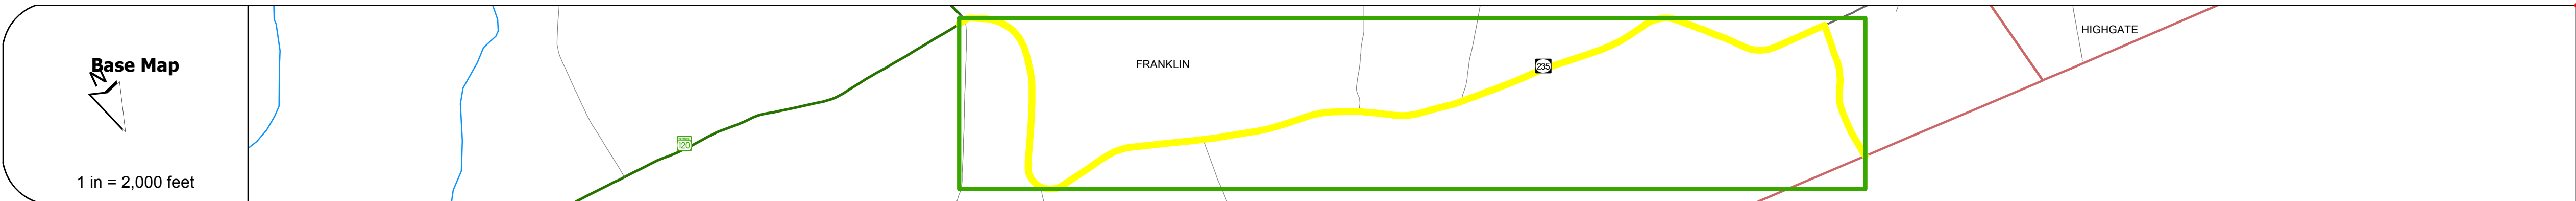 Base Map
N
1 in = 2,000 feet
120
FRANKLIN
235
HIGHGATE